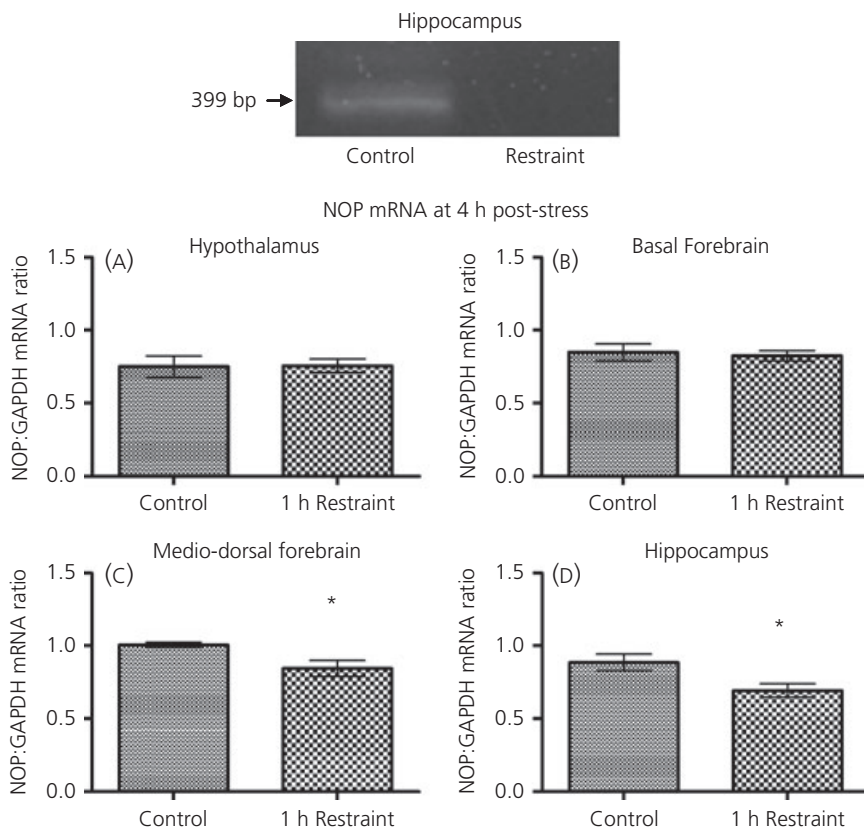 Hippocampus
399 bp
Control Restraint
NOP mRNA at 4 h post-stress
(A) Hypothalamus
NOP:GAPDH mRNA ratio
1.5
1.0
0.5
0.0
Control 1 h Restraint
(B) Basal Forebrain
NOP:GAPDH mRNA ratio
1.5
1.0
0.5
0.0
Control 1 h Restraint
(C) Medio-dorsal forebrain
NOP:GAPDH mRNA ratio
1.5
1.0
0.5
0.0
*
Control 1 h Restraint
(D) Hippocampus
NOP:GAPDH mRNA ratio
1.5
1.0
0.5
0.0
*
Control 1 h Restraint